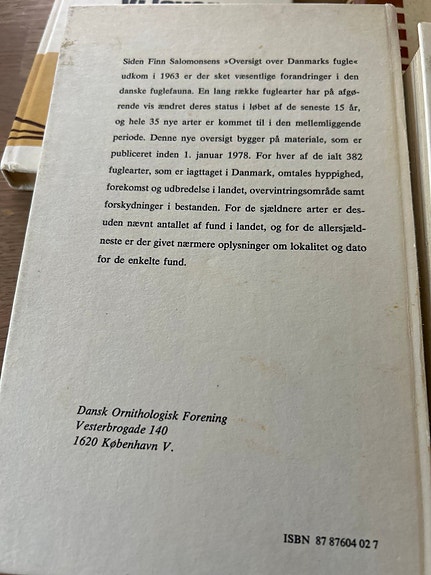 Siden Finn Salomonsens »Oversigt over Danmarks fugle«
udkom i 1963 er der sket væsentlige forandringer i den
danske fuglefauna. En lang række fuglearter har på afgø-
rende vis ændret deres status i løbet af de seneste 15 år,
og hele 35 nye arter er kommet til i den mellemliggende
periode. Denne nye oversigt bygger på materiale, som er
publiceret inden 1. januar 1978. For hver af de ialt 382
fuglearter, som er iagttaget i Danmark, omtales hyppighed,
forekomst og udbredelse i landet, overvintringsområde samt
forskydninger i bestanden. For de sjældnere arter er des-
uden nævnt antallet af fund i landet, og for de allersjæld-
neste er der givet nærmere oplysninger om lokalitet og dato
for de enkelte fund.
Dansk Ornithologisk Forening
Vesterbrogade 140
1620 København V.
ISBN 87 87604 02 7